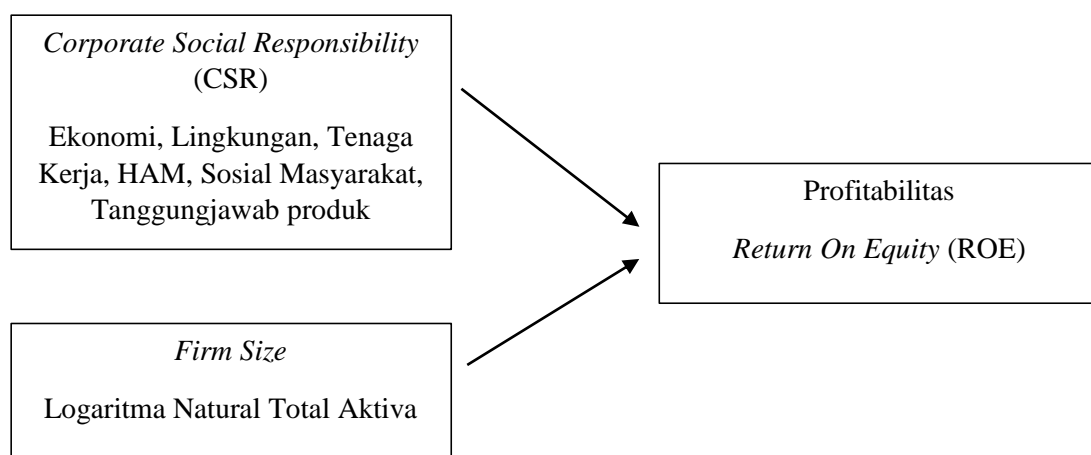 Corporate Social Responsibility
(CSR)
Ekonomi, Lingkungan, Tenaga
Kerja, HAM, Sosial Masyarakat,
Tanggungjawab produk
Profitabilitas
Return On Equity (ROE)
Firm Size
Logaritma Natural Total Aktiva